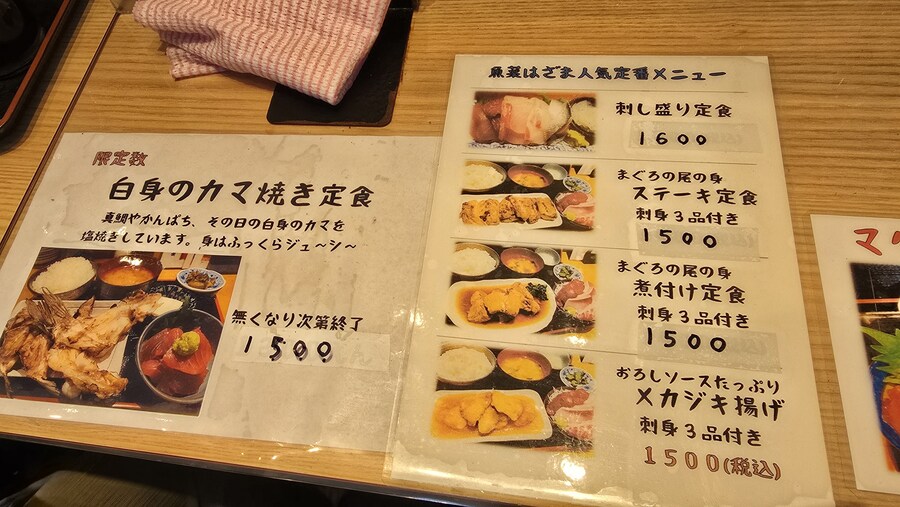 限定数
白身のカマ焼き定食
真鯛やかんぱち、その日の白身のカマを
塩焼きしています。身はふっくらジュ～シ～
無くなり次第終了
1500
魚菜はざま人気定番メニュー
刺し盛り定食
1600
まぐろの尾の身
ステーキ定食
刺身3品付き
1500
まぐろの尾の身
煮付け定食
刺身3品付き
1500
おろしソースたっぷり
メカジキ揚げ
刺身3品付き
1500(税込)
マ